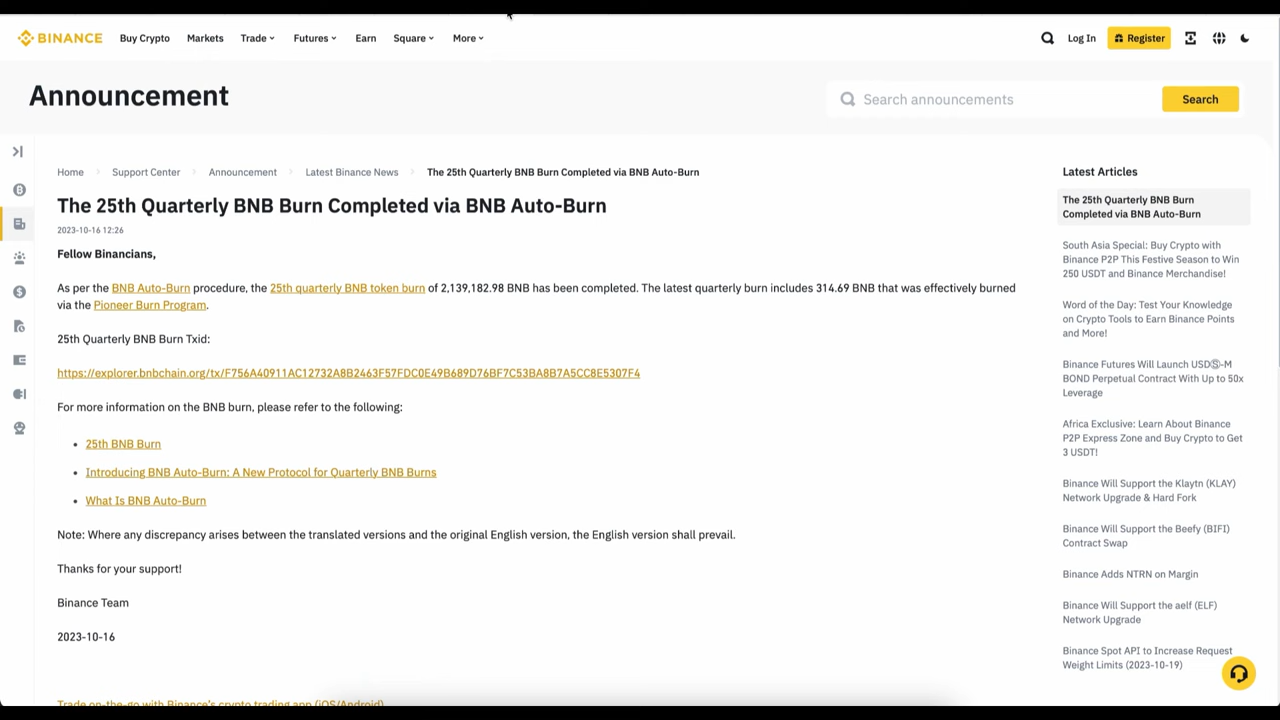 BINANCE Buy Crypto Markets Trade Futures Earn Square More Log In Register
Announcement
Search announcements Search
Home Support Center Announcement Latest Binance News The 25th Quarterly BNB Burn Completed via BNB Auto-Burn
The 25th Quarterly BNB Burn Completed via BNB Auto-Burn
2023-10-16 12:26
Fellow Binancians,
As per the BNB Auto-Burn procedure, the 25th quarterly BNB token burn of 2,139,182.98 BNB has been completed. The latest quarterly burn includes 314.69 BNB that was effectively burned
via the Pioneer Burn Program.
25th Quarterly BNB Burn Txid:
https://explorer.bnbchain.org/tx/F756A40911AC12732A8B2463F57FDC0E49B689D76BF7C53BA8B7A5CC8E5307F4
For more information on the BNB burn, please refer to the following:
• 25th BNB Burn
• Introducing BNB Auto-Burn: A New Protocol for Quarterly BNB Burns
• What Is BNB Auto-Burn
Note: Where any discrepancy arises between the translated versions and the original English version, the English version shall prevail.
Thanks for your support!
Binance Team
2023-10-16
Trade on-the-go with Binance's crypto trading app (iOS/Android)
Latest Articles
The 25th Quarterly BNB Burn
Completed via BNB Auto-Burn
South Asia Special: Buy Crypto with
Binance P2P This Festive Season to Win
250 USDT and Binance Merchandise!
Word of the Day: Test Your Knowledge
on Crypto Tools to Earn Binance Points
and More!
Binance Futures Will Launch USDⓈ-M
BOND Perpetual Contract With Up to 50x
Leverage
Africa Exclusive: Learn About Binance
P2P Express Zone and Buy Crypto to Get
3 USDT!
Binance Will Support the Klaytn (KLAY)
Network Upgrade & Hard Fork
Binance Will Support the Beefy (BIFI)
Contract Swap
Binance Adds NTRN on Margin
Binance Will Support the aelf (ELF)
Network Upgrade
Binance Spot API to Increase Request
Weight Limits (2023-10-19)